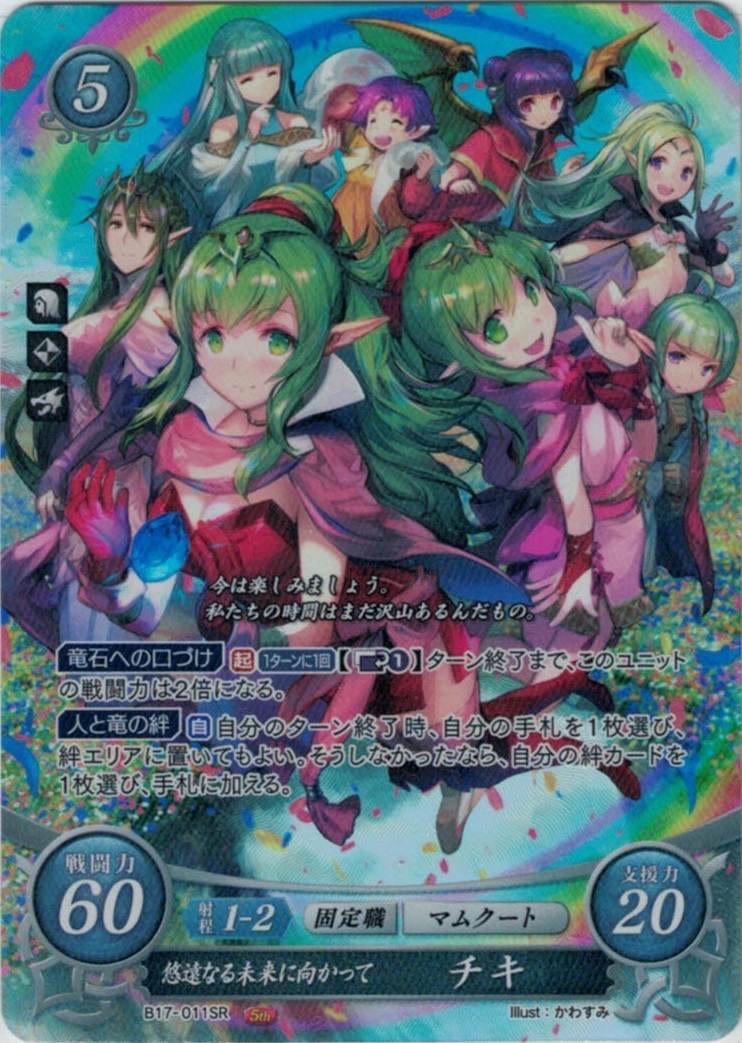 5
今は楽しみましょう。
私たちの時間はまだ沢山あるんだもの。
竜石への口づけ 起 1ターンに1回【1】ターン終了まで、このユニット
の戦闘力は2倍になる。
人と竜の絆 自 自分のターン終了時、自分の手札を1枚選び、
絆エリアに置いてもよい。そうしなかったなら、自分の絆カードを
1枚選び、手札に加える。
戦闘力
60
射程 1-2 固定職 マムクート
支援力
20
悠遠なる未来に向かって チキ
B17-011SR 5th Illust:かわすみ